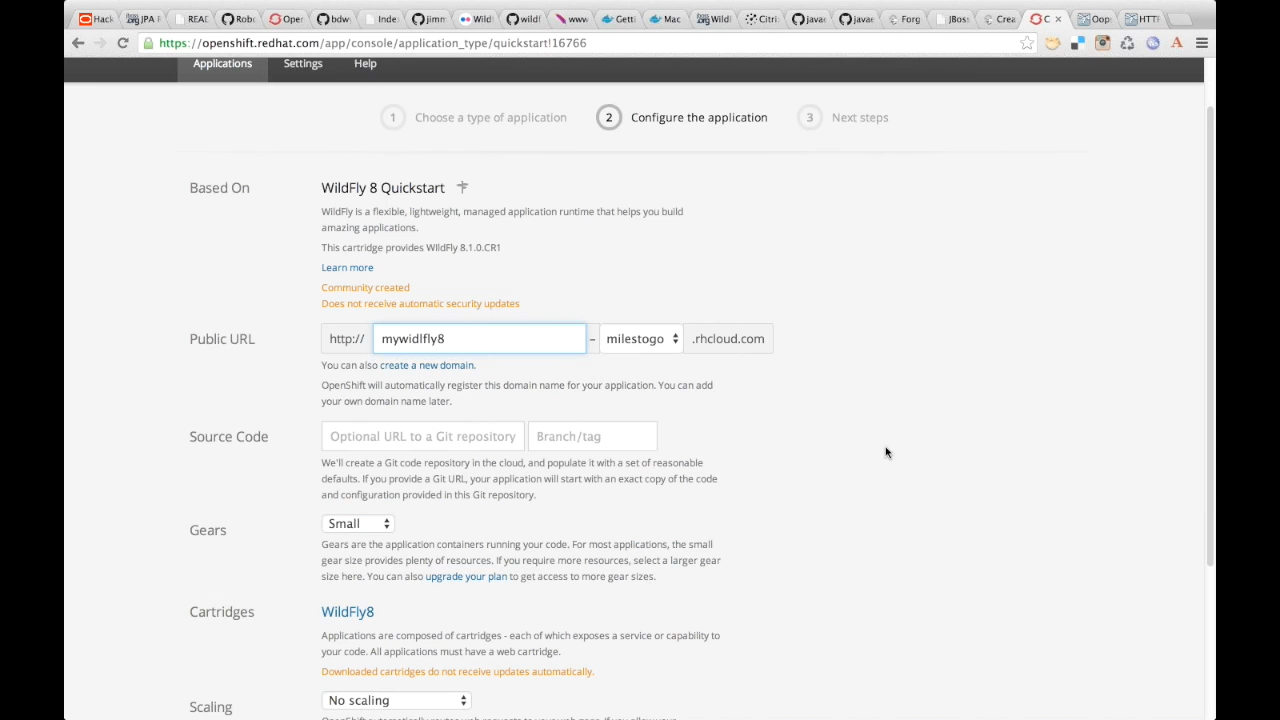 Hack JPA F REAL Rob Oper bdw Inde jimm Wild wildf www Getti Mac Wildl Citri javac javac Forg JBoss Crea C Oop HTTI
https://openshift.redhat.com/app/console/application_type/quickstart!16766
Applications Settings Help
1 Choose a type of application 2 Configure the application 3 Next steps
Based On WildFly 8 Quickstart
WildFly is a flexible, lightweight, managed application runtime that helps you build
amazing applications.
This cartridge provides WildFly 8.1.0.CR1
Learn more
Community created
Does not receive automatic security updates
Public URL http:// mywidlfly8 – milestogo .rhcloud.com
You can also create a new domain.
OpenShift will automatically register this domain name for your application. You can add
your own domain name later.
Source Code Optional URL to a Git repository Branch/tag
We'll create a Git code repository in the cloud, and populate it with a set of reasonable
defaults. If you provide a Git URL, your application will start with an exact copy of the code
and configuration provided in this Git repository.
Gears Small
Gears are the application containers running your code. For most applications, the small
gear size provides plenty of resources. If you require more resources, select a larger gear
size here. You can also upgrade your plan to get access to more gear sizes.
Cartridges WildFly8
Applications are composed of cartridges - each of which exposes a service or capability to
your code. All applications must have a web cartridge.
Downloaded cartridges do not receive updates automatically.
Scaling No scaling